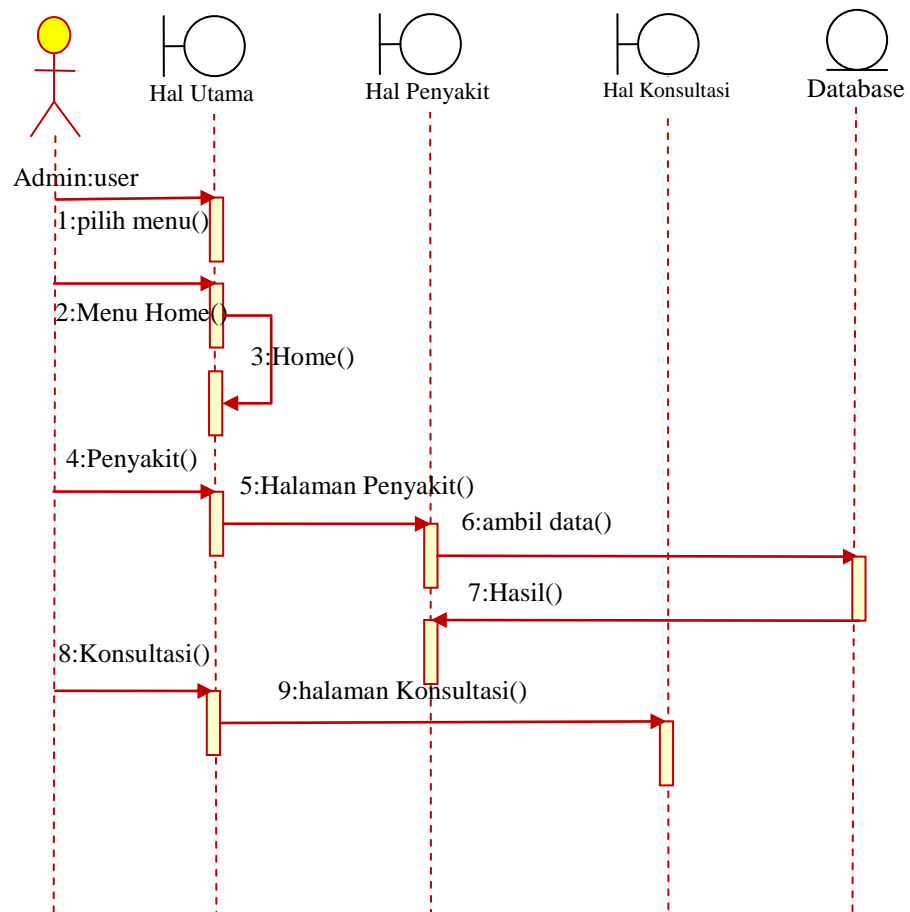 Hal Utama
Hal Penyakit
Hal Konsultasi
Database
Admin:user
1:pilih menu()
2:Menu Home()
3:Home()
4:Penyakit()
5:Halaman Penyakit()
6:ambil data()
7:Hasil()
8:Konsultasi()
9:halaman Konsultasi()